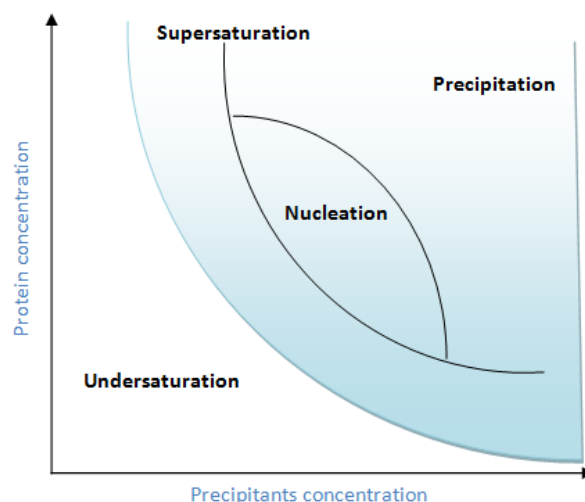 Supersaturation
Precipitation
Nucleation
Undersaturation
Protein concentration
Precipitants concentration